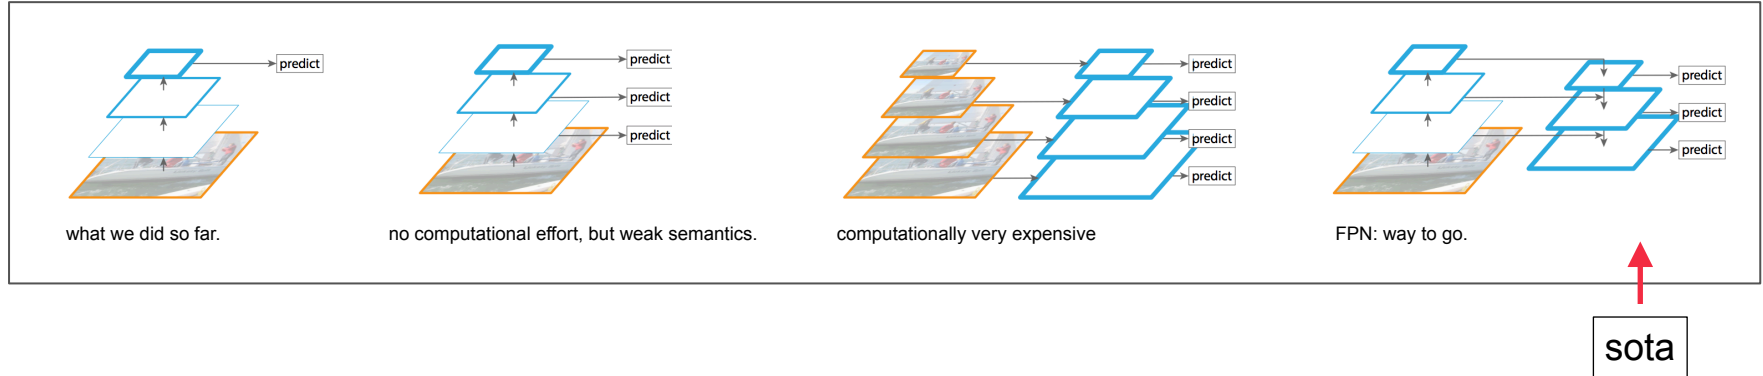 predict
what we did so far.
predict
predict
predict
no computational effort, but weak semantics.
predict
predict
predict
predict
computationally very expensive
predict
predict
predict
FPN: way to go.
sota